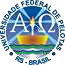 UNIVERSIDADE FEDERAL DE PELOTAS
Α Ω
RS - BRASIL